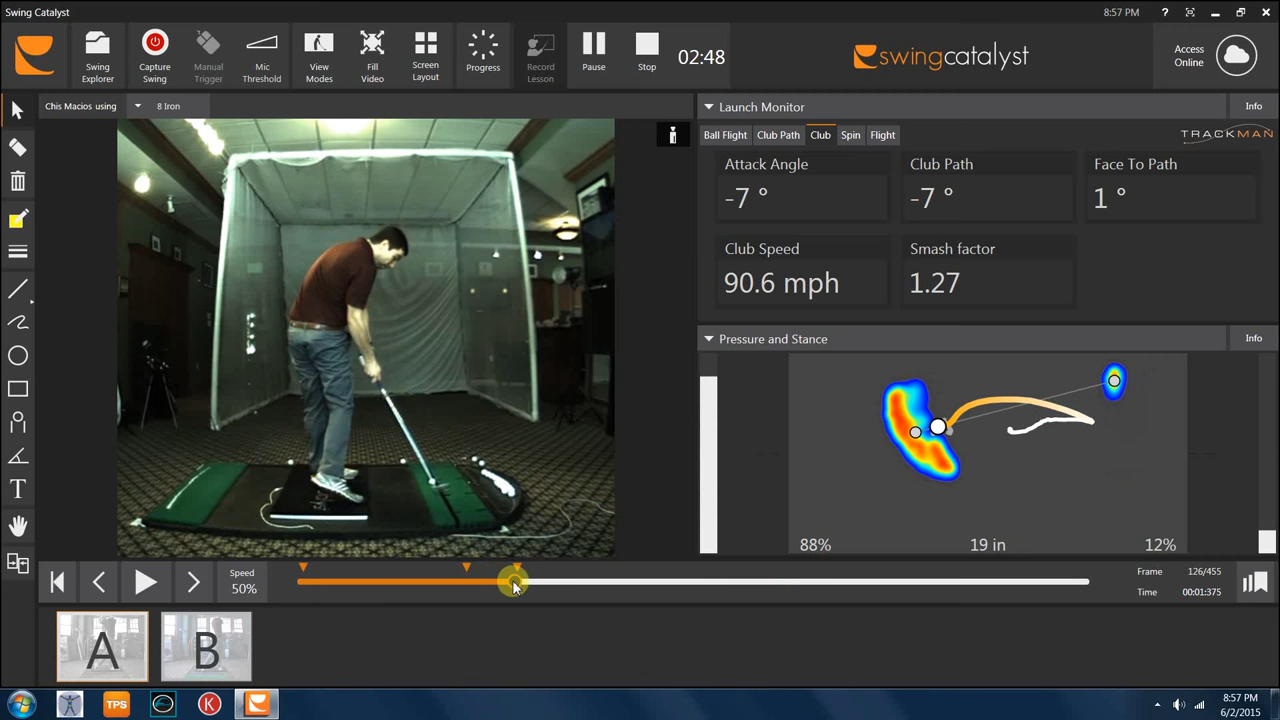 Swing Catalyst
8:57 PM
?
Swing Explorer
Capture Swing
Manual Trigger
Mic Threshold
View Modes
Fill Video
Screen Layout
Progress
Record Lesson
Pause
Stop
02:48
swingcatalyst
Access Online
Chis Macios using
8 Iron
Launch Monitor
Info
Ball Flight
Club Path
Club
Spin
Flight
TRACKMAN
Attack Angle
Club Path
Face To Path
-7 °
-7 °
1 °
Club Speed
Smash factor
90.6 mph
1.27
Pressure and Stance
Info
88%
19 in
12%
T
Speed
50%
Frame
126/455
Time
00:01:375
A
B
TPS
K
8:57 PM
6/2/2015